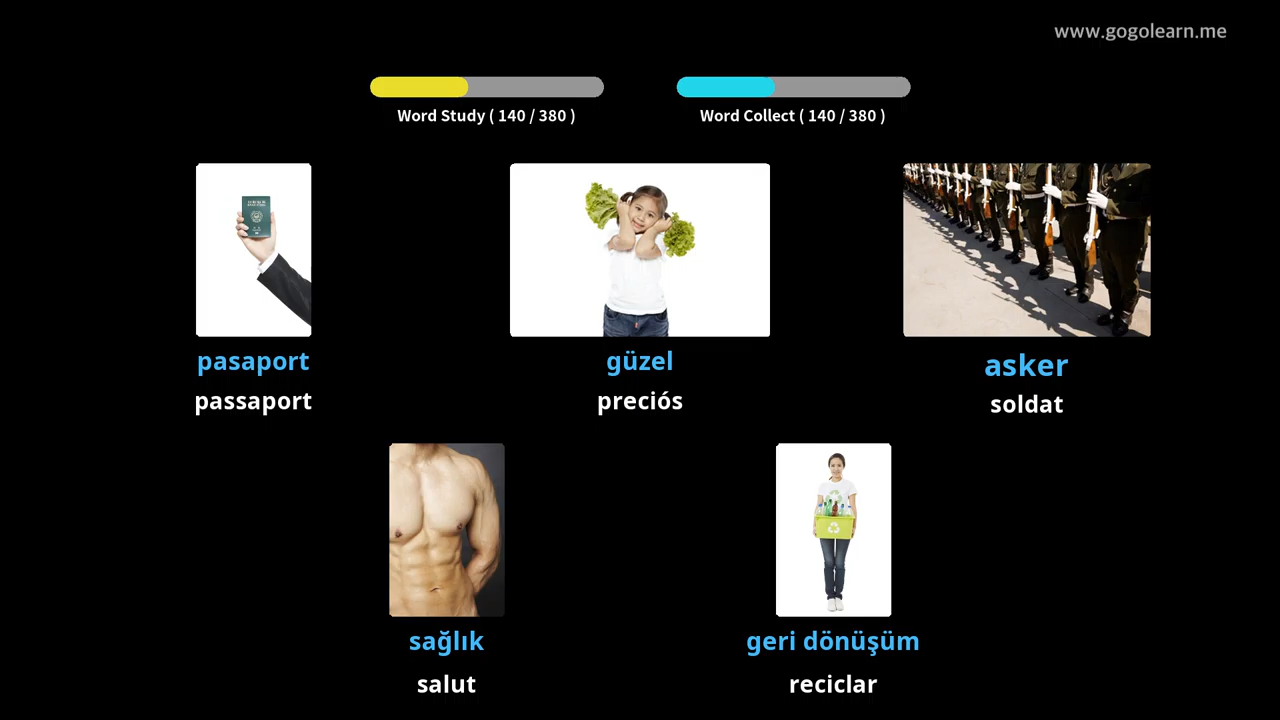 www.gogolearn.me
Word Study ( 140 / 380 )
Word Collect ( 140 / 380 )
pasaport
güzel
asker
passaport
preciós
soldat
sağlık
geri dönüşüm
salut
reciclar